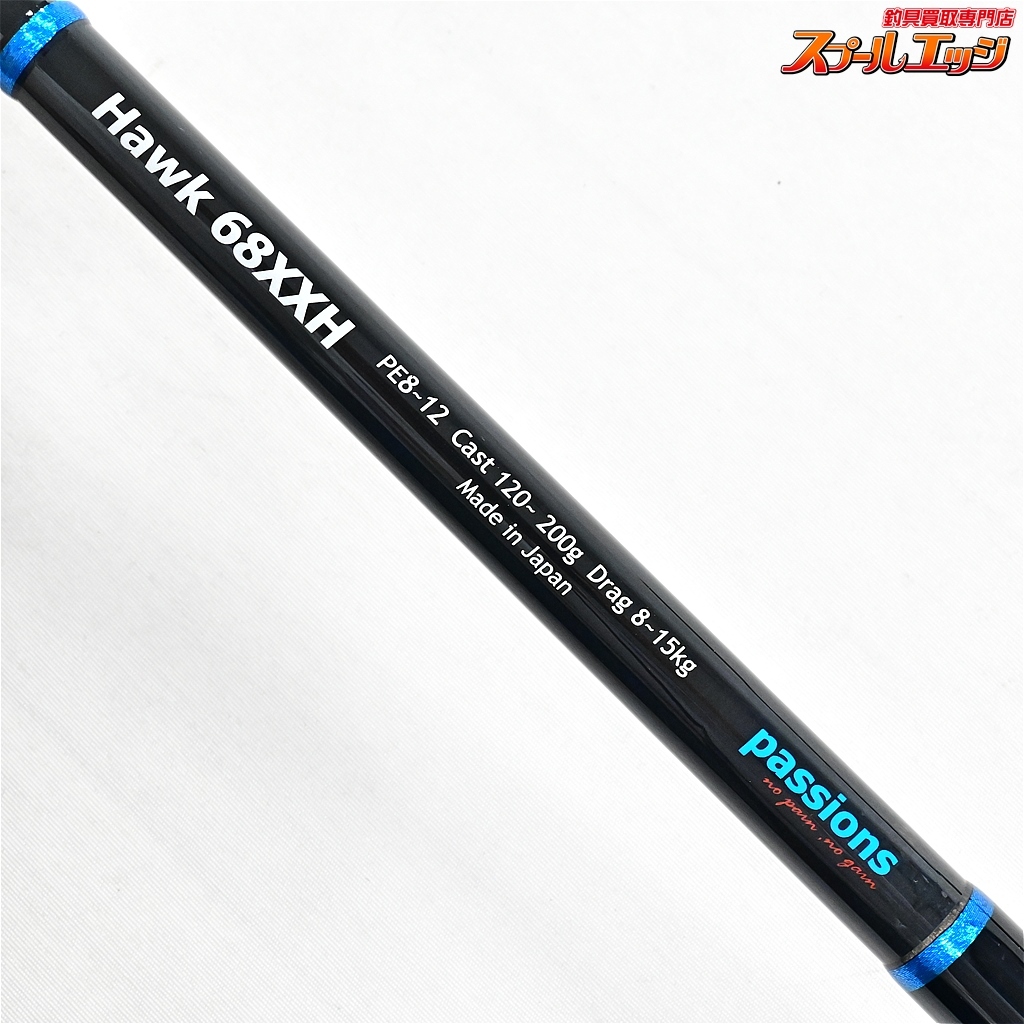 釣具買取専門店
スプールエッジ
Hawk 68XXH
PE8~12 Cast 120~ 200g Drag 8~15kg
Made in Japan
passions
no pain ,no gain